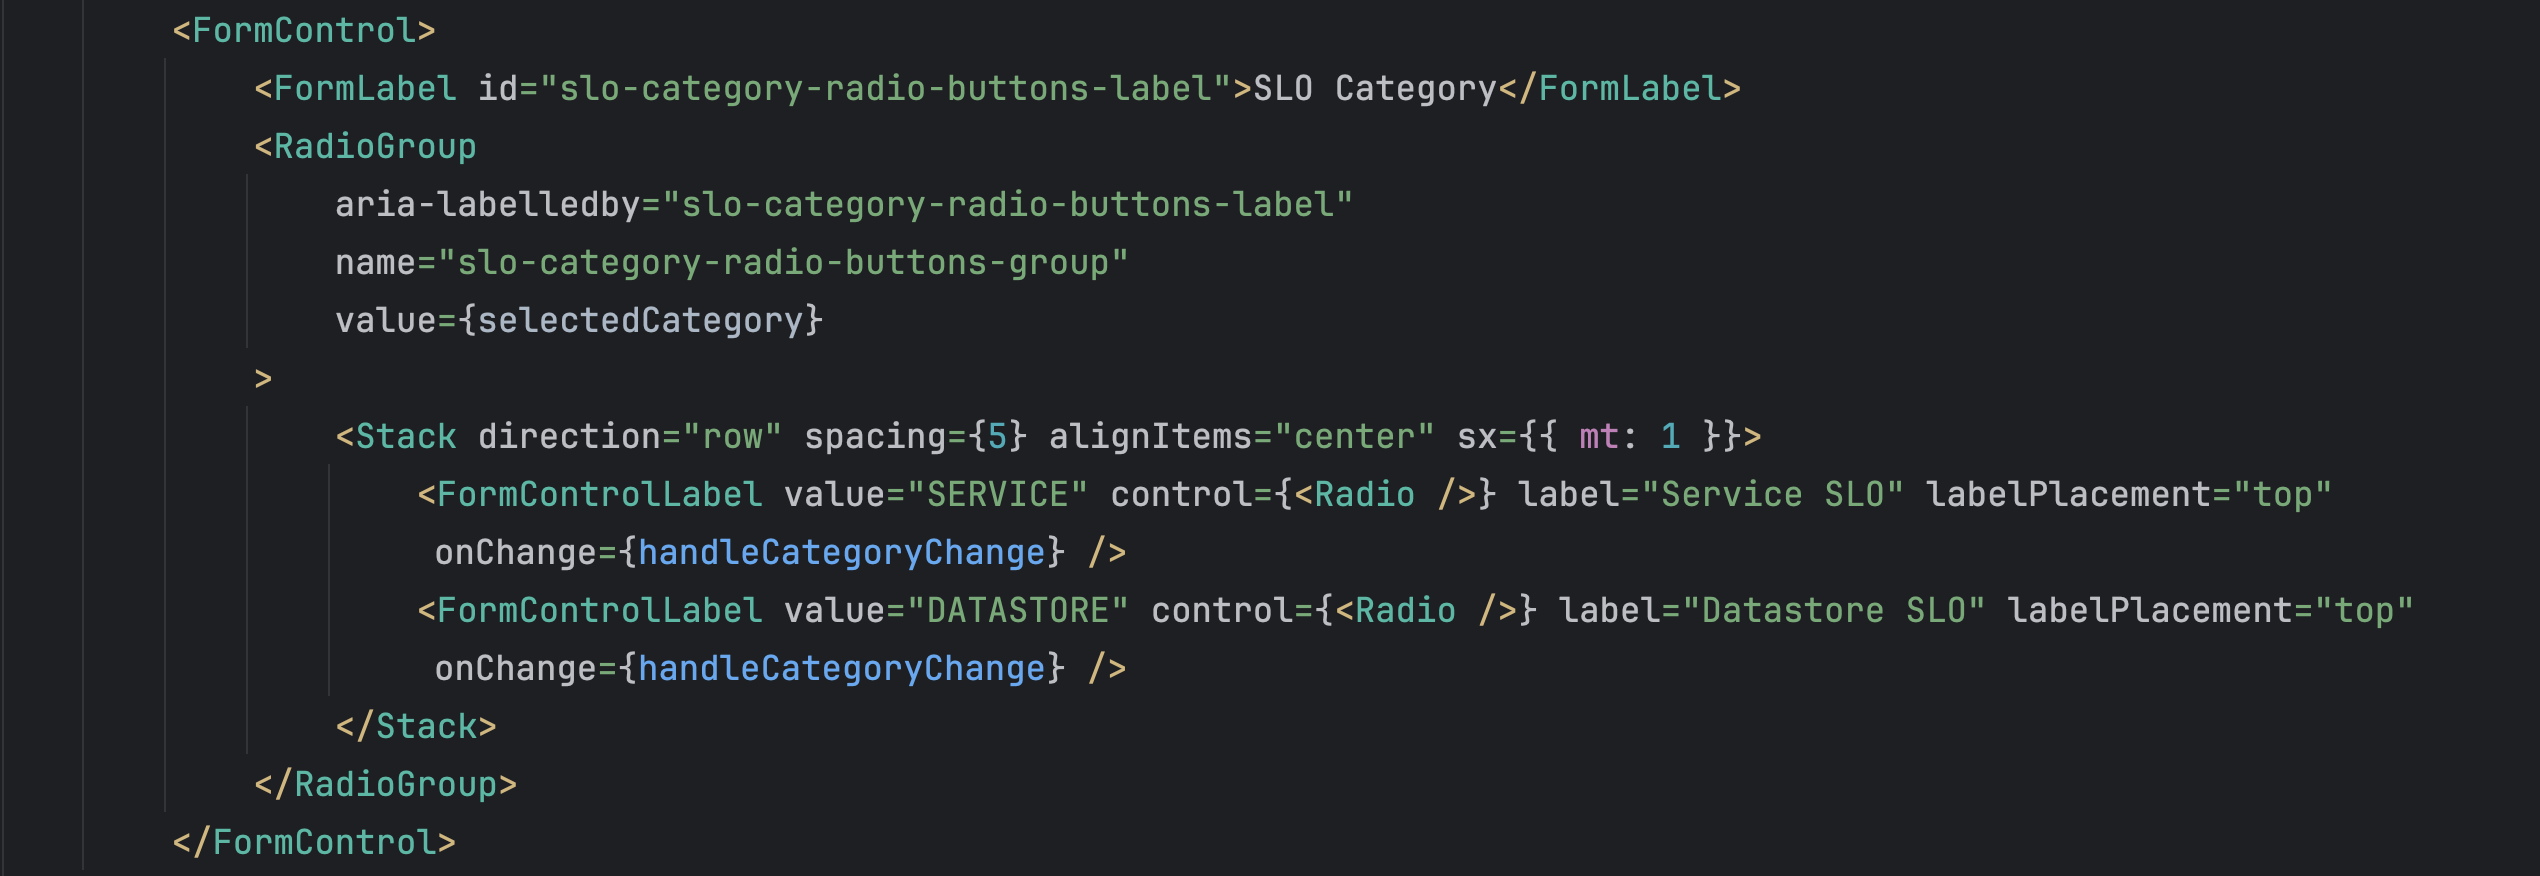 <FormControl>
<FormLabel id="slo-category-radio-buttons-label">SLO Category</FormLabel>
<RadioGroup
aria-labelledby="slo-category-radio-buttons-label"
name="slo-category-radio-buttons-group"
value={selectedCategory}
>
<Stack direction="row" spacing={5} alignItems="center" sx={{ mt: 1 }}>
<FormControlLabel value="SERVICE" control={<Radio />} label="Service SLO" labelPlacement="top"
onChange={handleCategoryChange} />
<FormControlLabel value="DATASTORE" control={<Radio />} label="Datastore SLO" labelPlacement="top"
onChange={handleCategoryChange} />
</Stack>
</RadioGroup>
</FormControl>